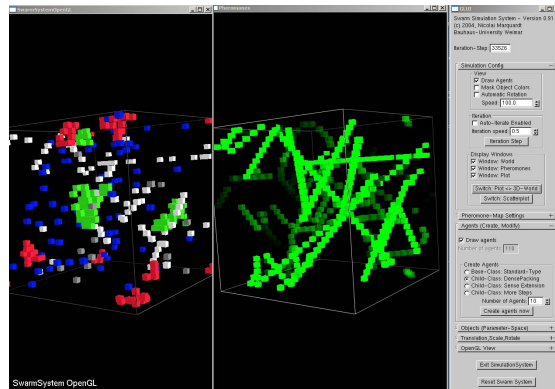 SwarmSystemOpenGL
Pheromones
GLUI
Swarm Simulation System - Version 0.91
(c) 2004, Nicolai Marquardt
Bauhaus-University Weimar
Iteration-Step: 33526
Simulation Config
View
Draw Agents
Mask Object Colors
Automatic Rotation
Speed: 100.0
Iteration
Auto-Iterate Enabled
Iteration speed: 0.5
Iteration Step
Display Windows
Window: World
Window: Pheromones
Window: Plot
Switch: Plot <> 3D-World
Switch: Scatterplot
Pheromone-Map Settings
Agents (Create, Modify)
Draw agents
Number of agents: 110
Create Agents
Base-Class: Standard-Type
Child-Class: DensePacking
Child-Class: Sense Extension
Child-Class: More Steps
Number of Agents: 10
Create agents now
Objects (Parameter-Space)
Translation,Scale,Rotate
OpenGL View
Exit SimulationSystem
Reset Swarm System
SwarmSystem OpenGL